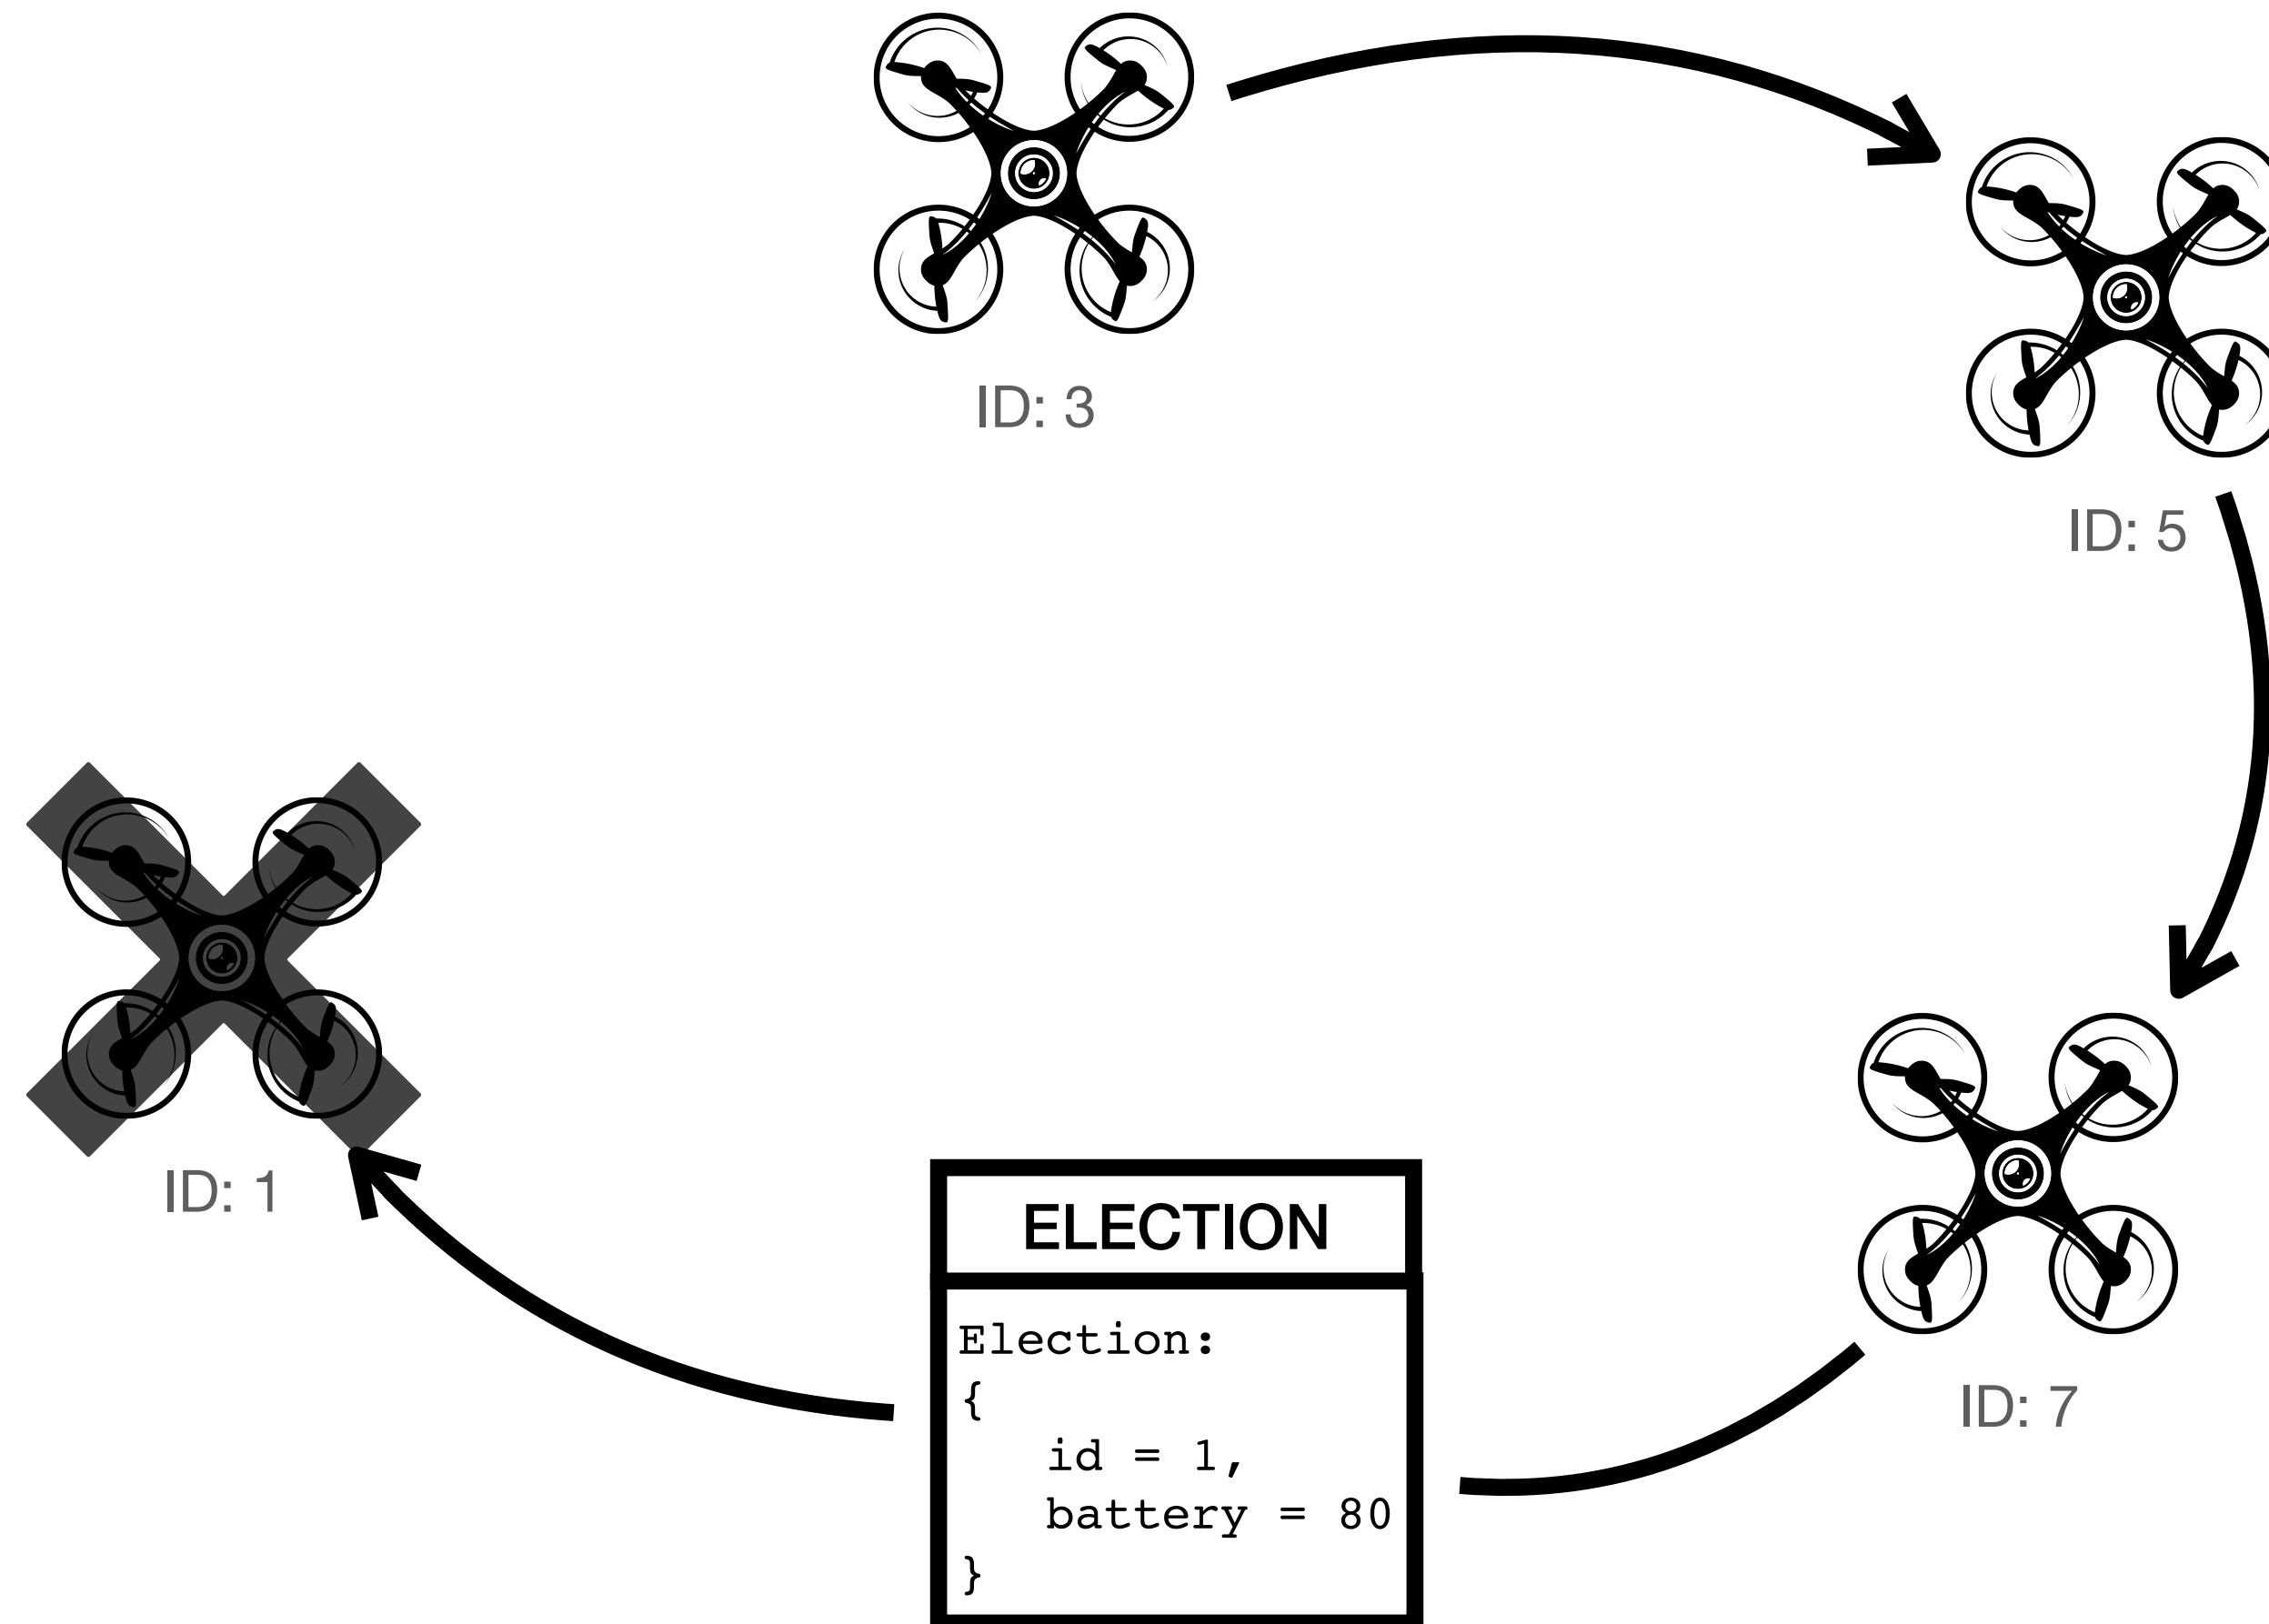 ID: 3
ID: 5
ID: 1
ELECTION
Election:
{
    id = 1,
    battery = 80
}
ID: 7